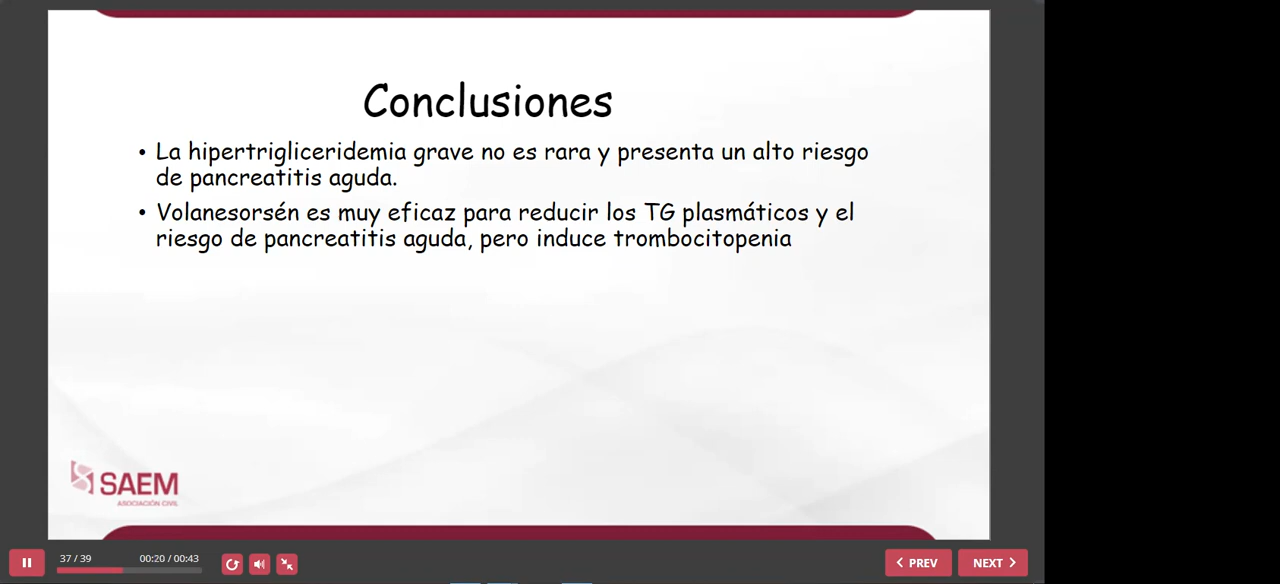 Conclusiones
• La hipertrigliceridemia grave no es rara y presenta un alto riesgo
de pancreatitis aguda.
• Volanesorsén es muy eficaz para reducir los TG plasmáticos y el
riesgo de pancreatitis aguda, pero induce trombocitopenia
SAEM
ASOCIACIÓN CIVIL
37 / 39
00:20 / 00:43
PREV
NEXT